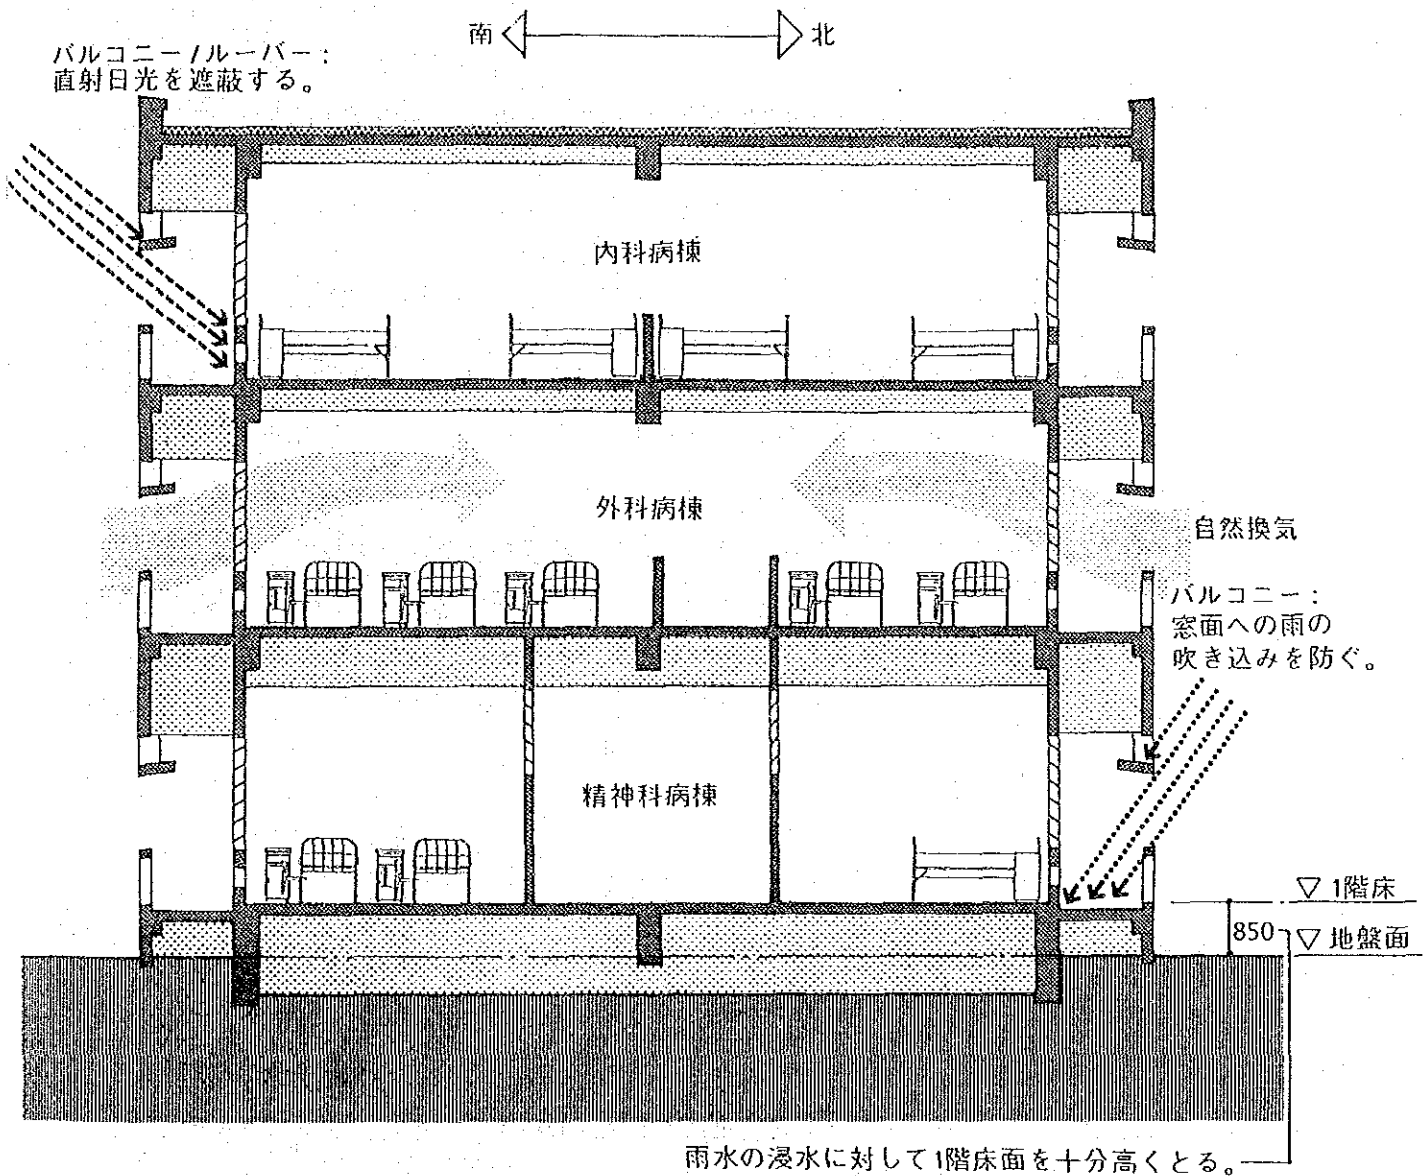 南 北
バルコニー/ルーバー:
直射日光を遮蔽する。
内科病棟
外科病棟
自然換気
バルコニー:
窓面への雨の
吹き込みを防ぐ。
精神科病棟
▽ 1階床
850
▽ 地盤面
雨水の浸水に対して1階床面を十分高くとる。